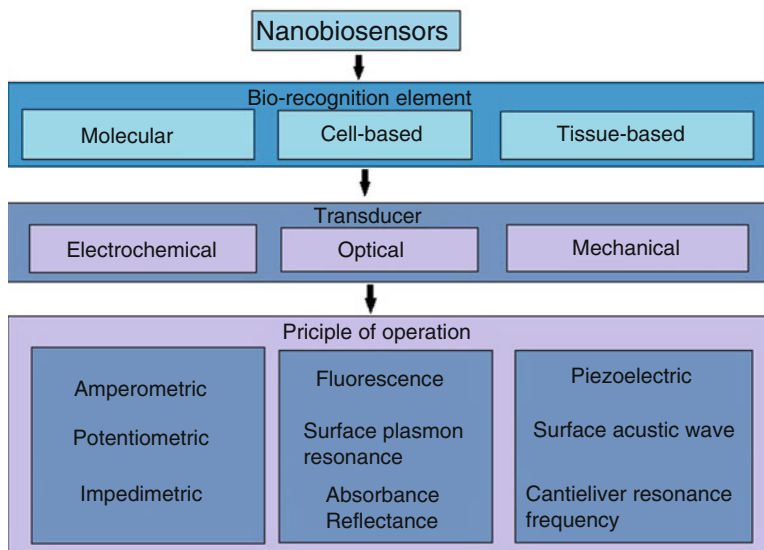 Nanobiosensors
Bio-recognition element
Molecular
Cell-based
Tissue-based
Transducer
Electrochemical
Optical
Mechanical
Priciple of operation
Amperometric
Potentiometric
Impedimetric
Fluorescence
Surface plasmon
resonance
Absorbance
Reflectance
Piezoelectric
Surface acustic wave
Cantieliver resonance
frequency